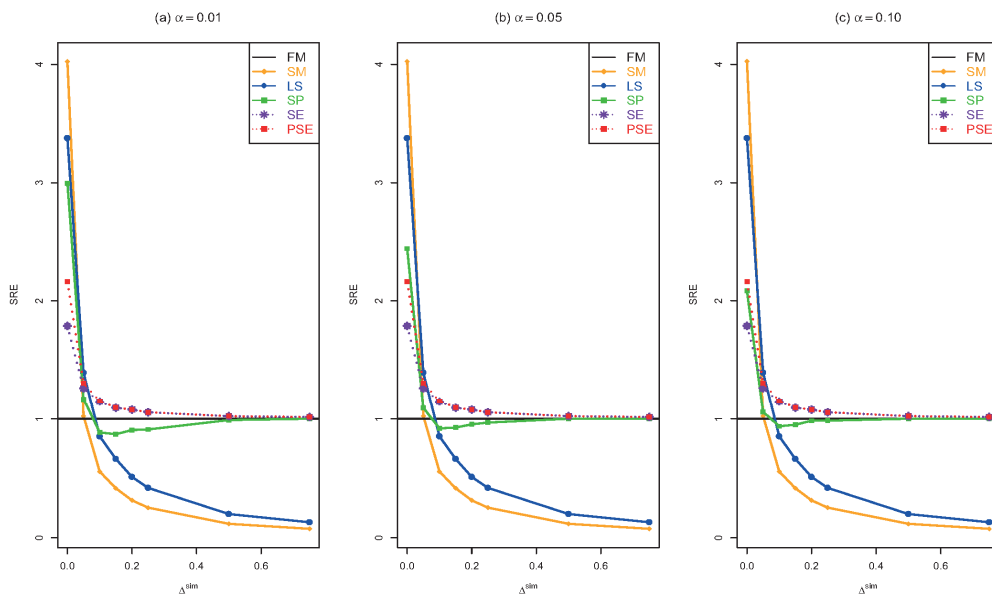 (a) α = 0.01
(b) α = 0.05
(c) α = 0.10
SRE
4
3
2
1
0
FM
SM
LS
SP
SE
PSE
0.0 0.2 0.4 0.6
Δsim
SRE
4
3
2
1
0
FM
SM
LS
SP
SE
PSE
0.0 0.2 0.4 0.6
Δsim
SRE
4
3
2
1
0
FM
SM
LS
SP
SE
PSE
0.0 0.2 0.4 0.6
Δsim